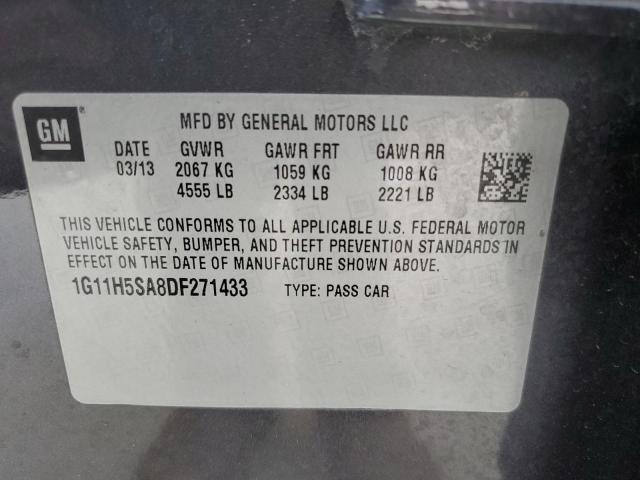 GM
MFD BY GENERAL MOTORS LLC
DATE GVWR GAWR FRT GAWR RR
03/13 2067 KG 1059 KG 1008 KG
4555 LB 2334 LB 2221 LB
THIS VEHICLE CONFORMS TO ALL APPLICABLE U.S. FEDERAL MOTOR
VEHICLE SAFETY, BUMPER, AND THEFT PREVENTION STANDARDS IN
EFFECT ON THE DATE OF MANUFACTURE SHOWN ABOVE.
1G11H5SA8DF271433 TYPE: PASS CAR